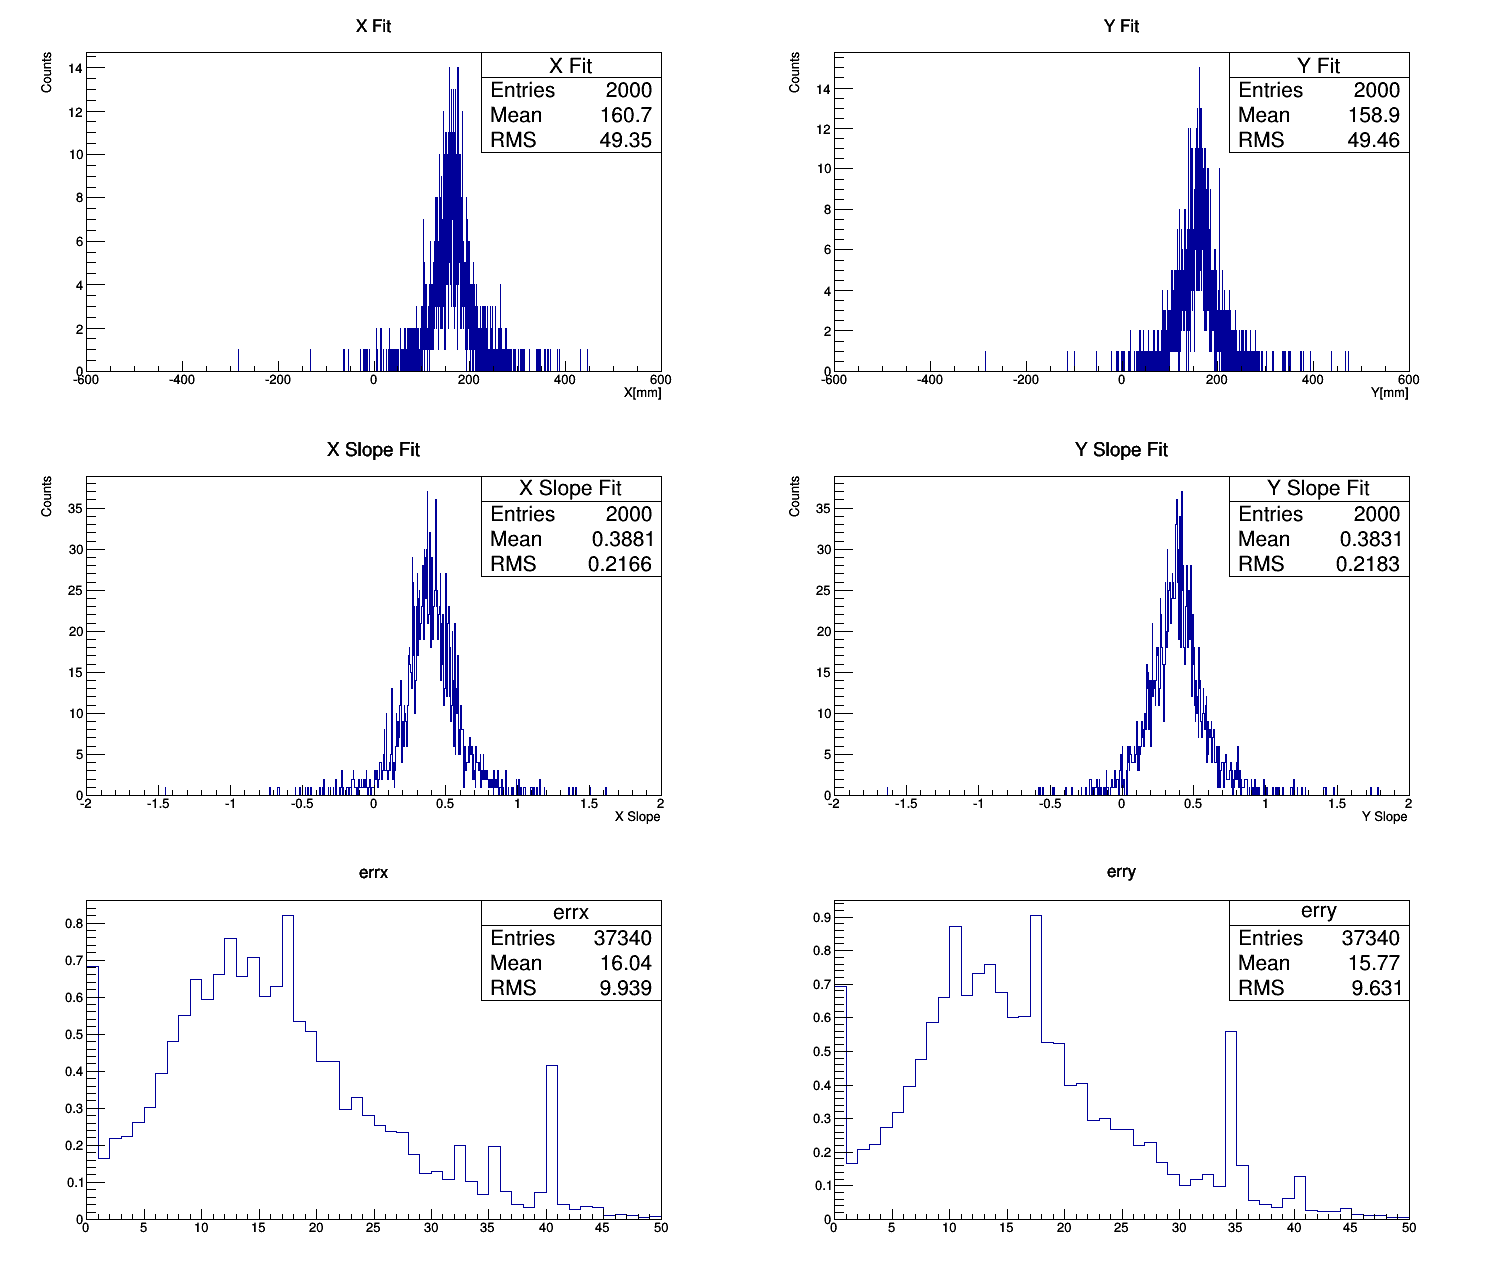 X Fit
Counts
14
12
10
8
6
4
2
0
-600 -400 -200 0 200 400 600
X[mm]
X Fit
Entries 2000
Mean 160.7
RMS 49.35
Y Fit
Counts
14
12
10
8
6
4
2
0
-600 -400 -200 0 200 400 600
Y[mm]
Y Fit
Entries 2000
Mean 158.9
RMS 49.46
X Slope Fit
Counts
35
30
25
20
15
10
5
0
-2 -1.5 -1 -0.5 0 0.5 1 1.5 2
X Slope
X Slope Fit
Entries 2000
Mean 0.3881
RMS 0.2166
Y Slope Fit
Counts
35
30
25
20
15
10
5
0
-2 -1.5 -1 -0.5 0 0.5 1 1.5 2
Y Slope
Y Slope Fit
Entries 2000
Mean 0.3831
RMS 0.2183
errx
0.8
0.7
0.6
0.5
0.4
0.3
0.2
0.1
0
0 5 10 15 20 25 30 35 40 45 50
errx
Entries 37340
Mean 16.04
RMS 9.939
erry
0.9
0.8
0.7
0.6
0.5
0.4
0.3
0.2
0.1
0
0 5 10 15 20 25 30 35 40 45 50
erry
Entries 37340
Mean 15.77
RMS 9.631